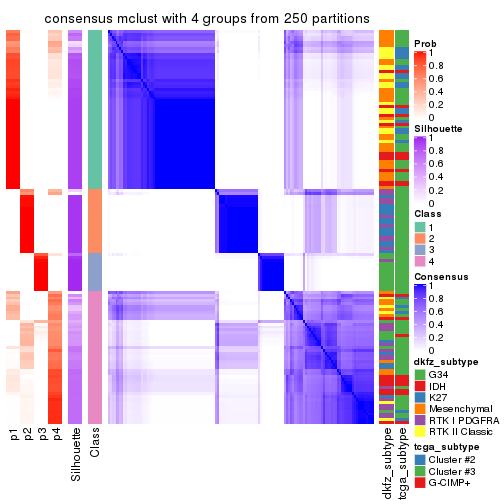 consensus mclust with 4 groups from 250 partitions
Prob
1
0.8
0.6
0.4
0.2
0
Silhouette
1
0.8
0.6
0.4
0.2
0
Class
1
2
3
4
Consensus
1
0.8
0.6
0.4
0.2
0
dkfz_subtype
G34
IDH
K27
Mesenchymal
RTK I PDGFRA
RTK II Classic
tcga_subtype
Cluster #2
Cluster #3
G-CIMP+
p1
p2
p3
p4
Silhouette
Class
dkfz_subtype
tcga_subtype